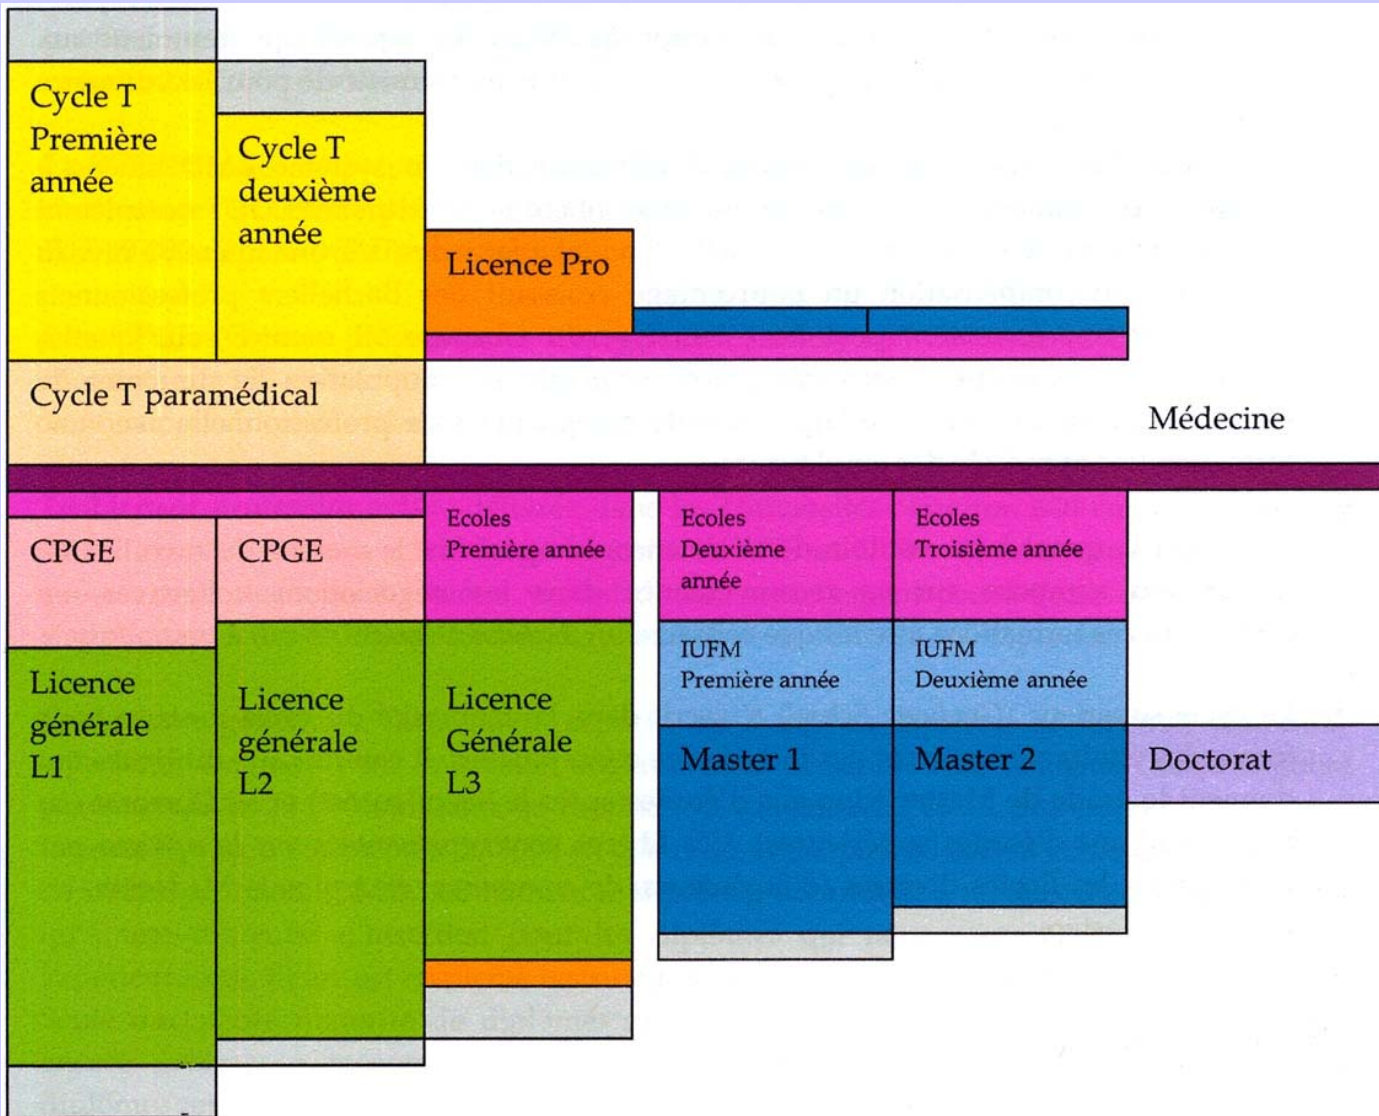 Cycle T
Première
année
Cycle T
deuxième
année
Licence Pro
Cycle T paramédical
Médecine
CPGE
CPGE
Ecoles
Première année
Ecoles
Deuxième
année
Ecoles
Troisième année
IUFM
Première année
IUFM
Deuxième année
Licence
générale
L1
Licence
générale
L2
Licence
Générale
L3
Master 1
Master 2
Doctorat